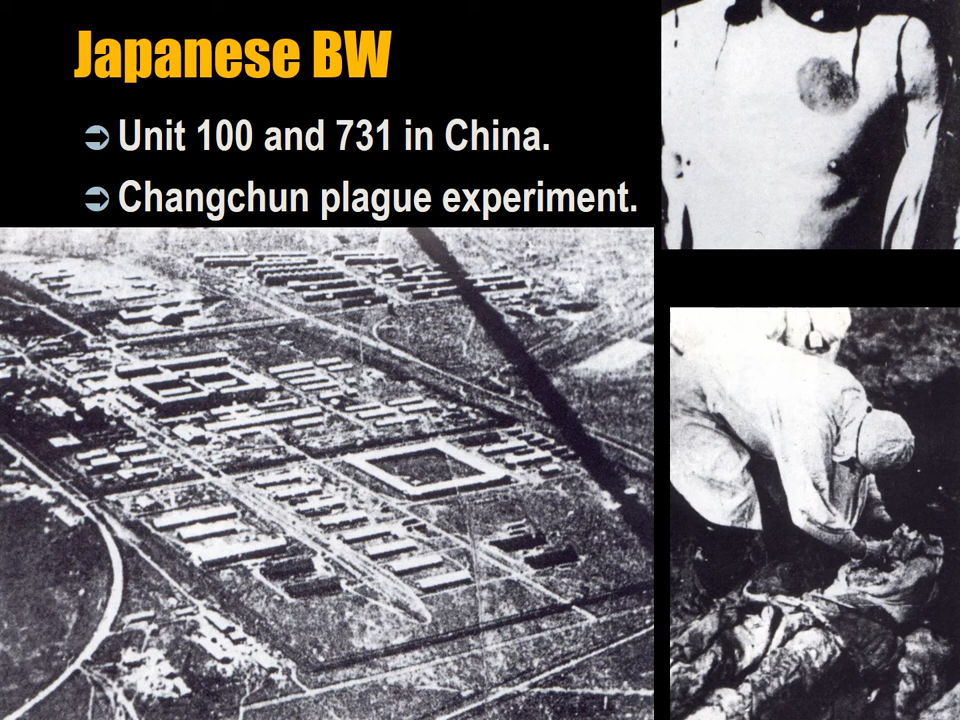 Japanese BW
Unit 100 and 731 in China.
Changchun plague experiment.